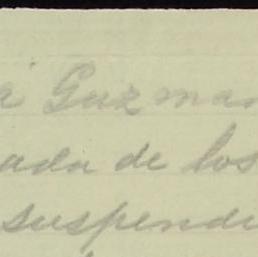 a Guzman
ada de los
suspendi